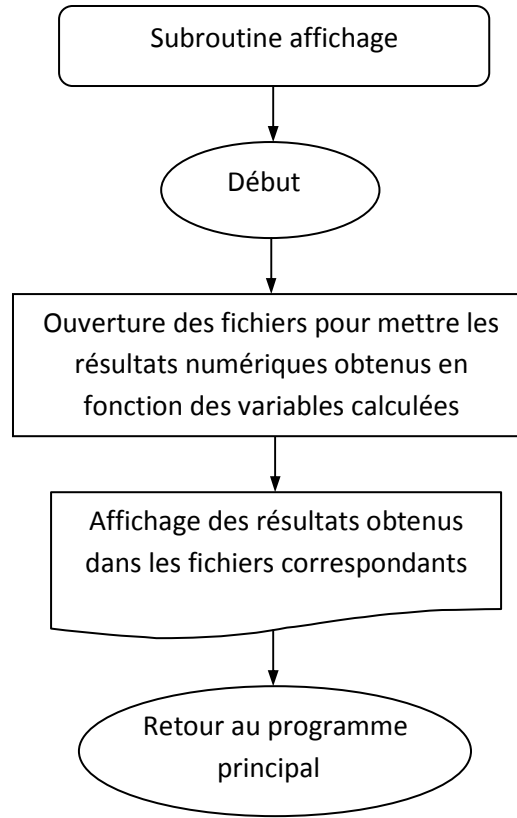 Subroutine affichage
Début
Ouverture des fichiers pour mettre les
résultats numériques obtenus en
fonction des variables calculées
Affichage des résultats obtenus
dans les fichiers correspondants
Retour au programme
principal